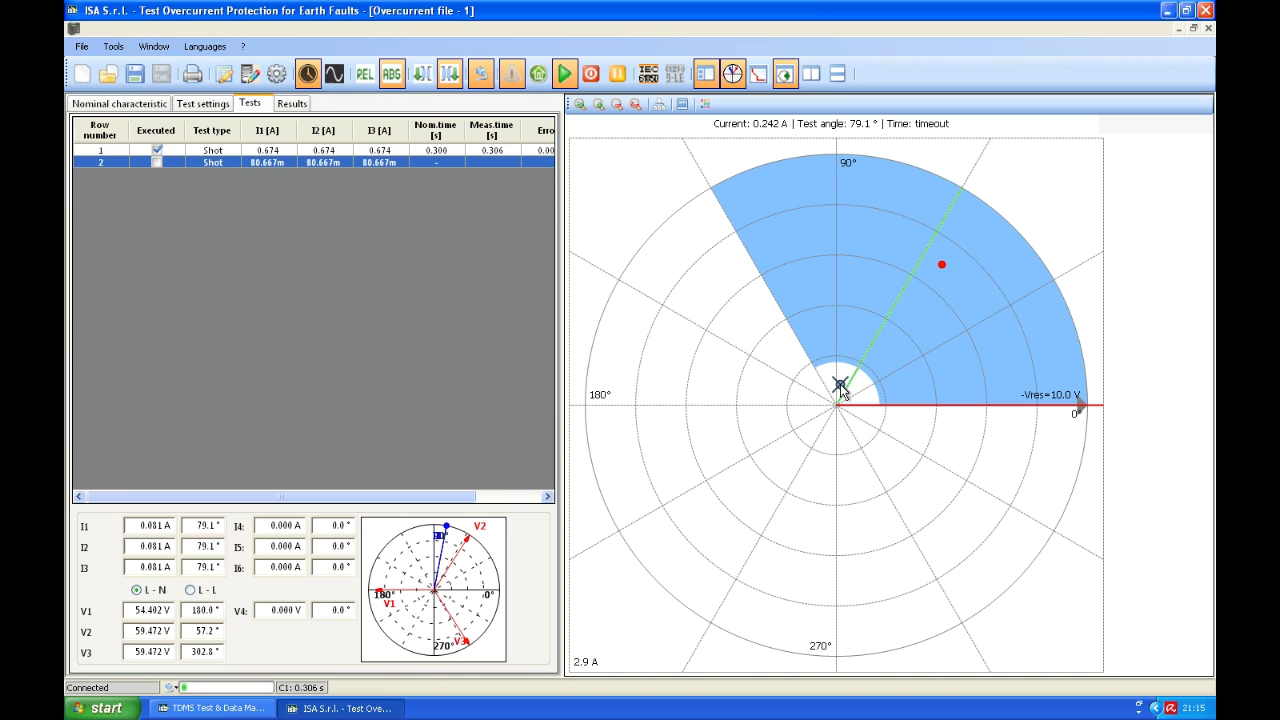 ISA S.r.l. - Test Overcurrent Protection for Earth Faults - [Overcurrent file - 1]
File Tools Window Languages ?
REL ABS IEC 61850
Nominal characteristic Test settings Tests Results
Current: 0.242 A | Test angle: 79.1 ° | Time: timeout
Row number Executed Test type I1 [A] I2 [A] I3 [A] Nom.time [s] Meas.time [s] Erro
1 Shot 0.674 0.674 0.674 0.300 0.306 0.00
2 Shot 80.667m 80.667m 80.667m -
90°
180°
-Vres=10.0 V
0°
270°
2.9 A
I1 0.081 A 79.1 ° I4: 0.000 A 0.0 °
I2 0.081 A 79.1 ° I5: 0.000 A 0.0 °
I3 0.081 A 79.1 ° I6: 0.000 A 0.0 °
L - N L - L
V1 54.402 V 180.0 ° V4: 0.000 V 0.0 °
V2 59.472 V 57.2 °
V3 59.472 V 302.8 °
V2
180° 0°
V1
270° V3
Connected C1: 0.306 s
start TDMS Test & Data Ma... ISA S.r.l. - Test Ove... 21:15